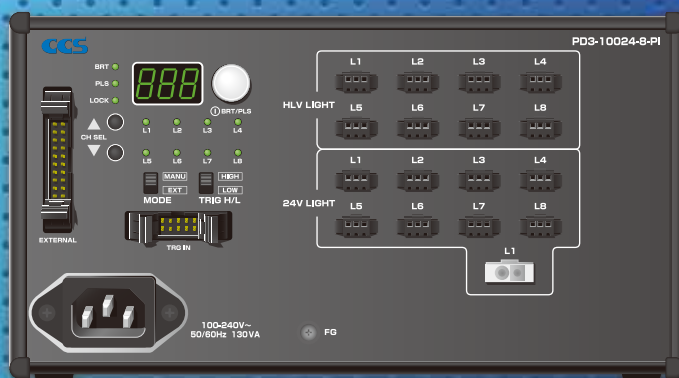 CCS
PD3-10024-8-PI
BRT
PLS
LOCK
888
BRT/PLS
CH SEL
L1 L2 L3 L4
L5 L6 L7 L8
MANU
EXT
MODE
HIGH
LOW
TRIG H/L
EXTERNAL
TRG IN
HLV LIGHT
L1 L2 L3 L4
L5 L6 L7 L8
24V LIGHT
L1 L2 L3 L4
L5 L6 L7 L8
L1
100-240V~
50/60Hz 130VA
FG